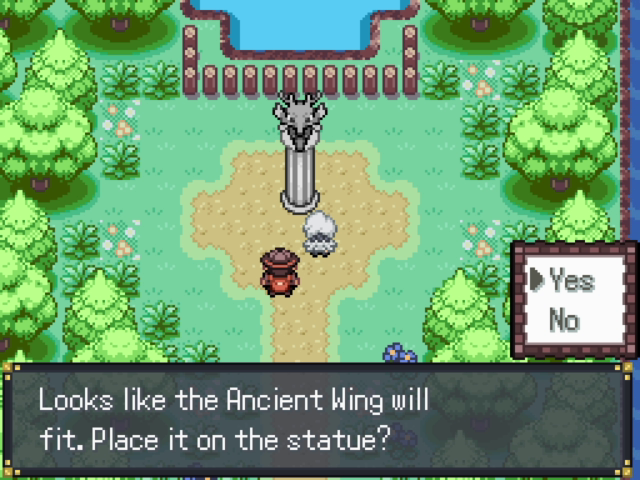 Yes
No
Looks like the Ancient Wing will
fit. Place it on the statue?